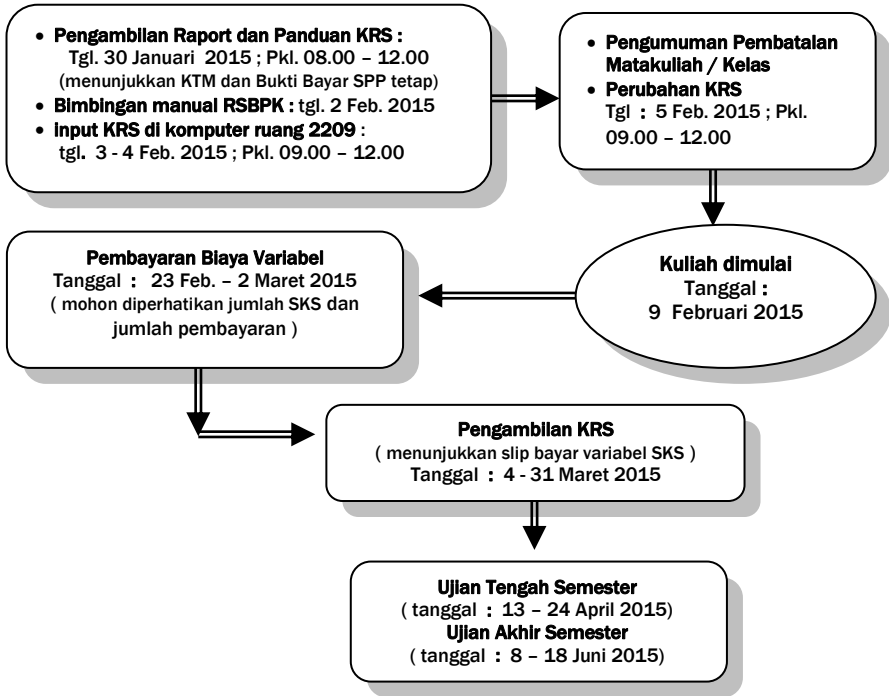 • Pengambilan Raport dan Panduan KRS :
Tgl. 30 Januari 2015 ; Pkl. 08.00 – 12.00
(menunjukkan KTM dan Bukti Bayar SPP tetap)
• Bimbingan manual RSBPK : tgl. 2 Feb. 2015
• Input KRS di komputer ruang 2209 :
tgl. 3 - 4 Feb. 2015 ; Pkl. 09.00 – 12.00
• Pengumuman Pembatalan
Matakuliah / Kelas
• Perubahan KRS
Tgl : 5 Feb. 2015 ; Pkl.
09.00 – 12.00
Kuliah dimulai
Tanggal :
9 Februari 2015
Pembayaran Biaya Variabel
Tanggal : 23 Feb. – 2 Maret 2015
( mohon diperhatikan jumlah SKS dan
jumlah pembayaran )
Pengambilan KRS
( menunjukkan slip bayar variabel SKS )
Tanggal : 4 - 31 Maret 2015
Ujian Tengah Semester
( tanggal : 13 – 24 April 2015)
Ujian Akhir Semester
( tanggal : 8 – 18 Juni 2015)